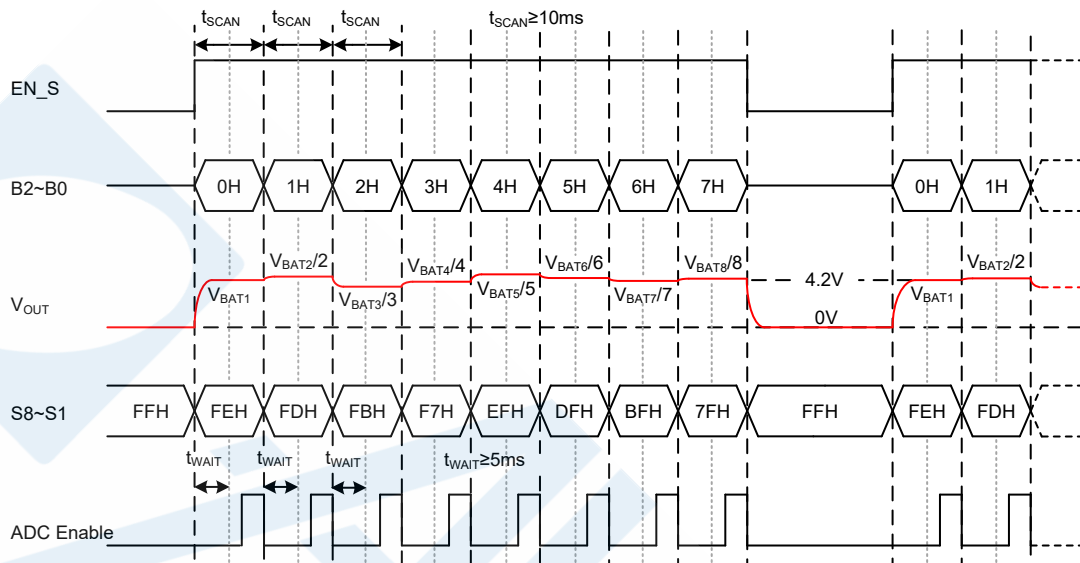 tSCAN tSCAN tSCAN tSCAN≥10ms
EN_S
B2~B0 0H 1H 2H 3H 4H 5H 6H 7H 0H 1H
VBAT2/2 VBAT4/4 VBAT6/6 VBAT8/8 4.2V VBAT2/2
VOUT VBAT1 VBAT3/3 VBAT5/5 VBAT7/7 VBAT1
0V
S8~S1 FFH FEH FDH FBH F7H EFH DFH BFH 7FH FFH FEH FDH
tWAIT tWAIT tWAIT tWAIT≥5ms
ADC Enable